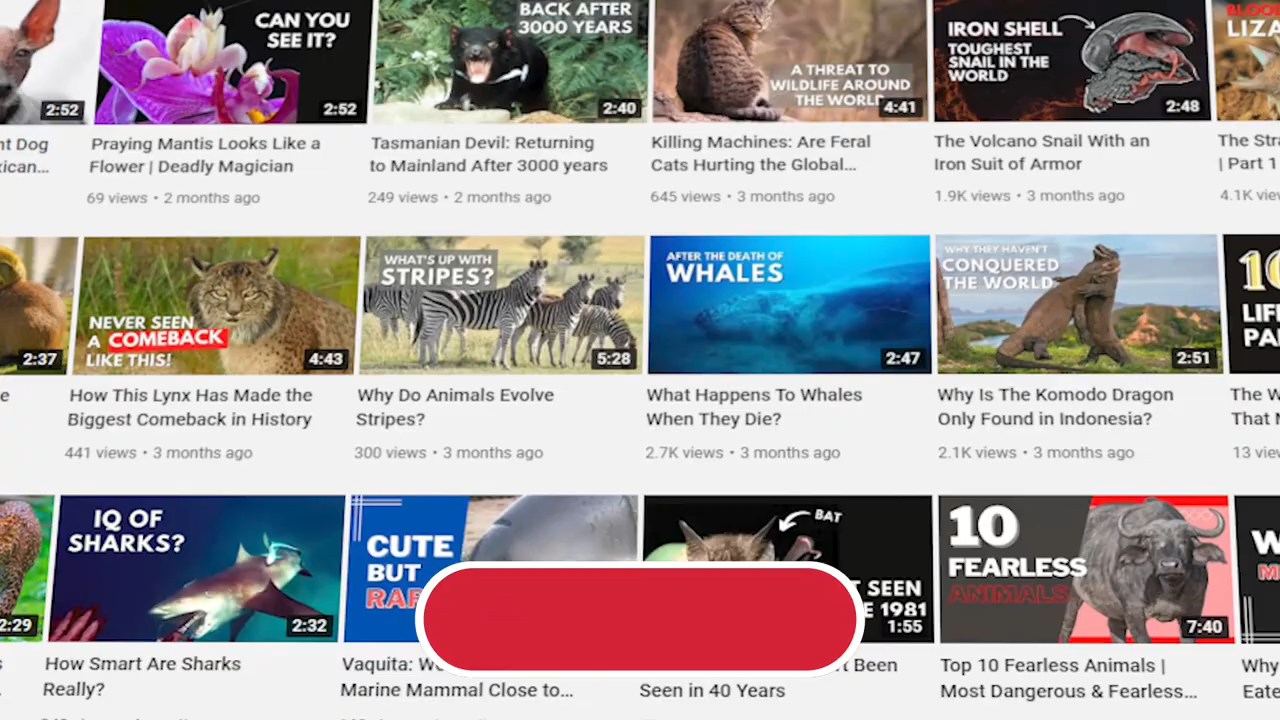 CAN YOU
SEE IT?
2:52
2:52
BACK AFTER
3000 YEARS
2:40
A THREAT TO
WILDLIFE AROUND
THE WORLD
4:41
IRON SHELL
TOUGHEST
SNAIL IN THE
WORLD
2:48
Dog
Praying Mantis Looks Like a
Flower | Deadly Magician
69 views • 2 months ago
Tasmanian Devil: Returning
to Mainland After 3000 years
249 views • 2 months ago
Killing Machines: Are Feral
Cats Hurting the Global...
645 views • 3 months ago
The Volcano Snail With an
Iron Suit of Armor
1.9K views • 3 months ago
| Part 1
4.1K
2:37
NEVER SEEN
A COMEBACK
LIKE THIS!
4:43
WHAT'S UP WITH
STRIPES?
5:28
AFTER THE DEATH OF
WHALES
2:47
WHY THEY HAVEN'T
CONQUERED
THE WORLD
2:51
How This Lynx Has Made the
Biggest Comeback in History
441 views • 3 months ago
Why Do Animals Evolve
Stripes?
300 views • 3 months ago
What Happens To Whales
When They Die?
2.7K views • 3 months ago
Why Is The Komodo Dragon
Only Found in Indonesia?
2.1K views • 3 months ago
The
13
2:29
IQ OF
SHARKS?
2:32
CUTE
BUT
BAT
SEEN
1981
1:55
10
FEARLESS
ANIMALS
7:40
How Smart Are Sharks
Really?
Vaquita:
Marine Mammal Close to...
Been
Seen in 40 Years
Top 10 Fearless Animals |
Most Dangerous & Fearless...
Why